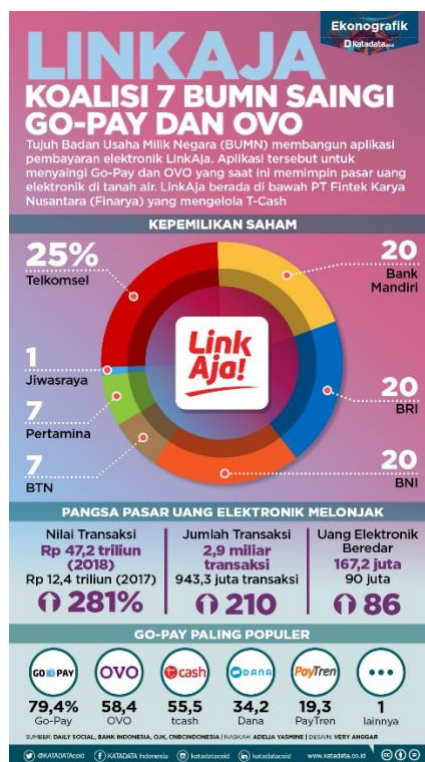 Ekonografik
Katadata.co.id
LINKAJA
KOALISI 7 BUMN SAINGI
GO-PAY DAN OVO
Tujuh Badan Usaha Milik Negara (BUMN) membangun aplikasi
pembayaran elektronik LinkAja. Aplikasi tersebut untuk
menyaingi Go-Pay dan OVO yang saat ini memimpin pasar uang
elektronik di tanah air. LinkAja berada di bawah PT Fintek Karya
Nusantara (Finarya) yang mengelola T-Cash
KEPEMILIKAN SAHAM
25%
Telkomsel
20
Bank
Mandiri
Link
Aja!
1
Jiwasraya
7
Pertamina
7
BTN
20
BRI
20
BNI
PANGSA PASAR UANG ELEKTRONIK MELONJAK
Nilai Transaksi
Rp 47,2 triliun
(2018)
Rp 12,4 triliun (2017)
281%
Jumlah Transaksi
2,9 miliar
transaksi
943,3 juta transaksi
210
Uang Elektronik
Beredar
167,2 juta
90 juta
86
GO-PAY PALING POPULER
GO PAY
OVO
cash
DANA
PayTren
79,4%
Go-Pay
58,4
OVO
55,5
tcash
34,2
Dana
19,3
PayTren
1
lainnya
SUMBER: DAILY SOCIAL, BANK INDONESIA, OJK, CNBCINDONESIA | NASKAH: ADELIA YASMINE | DESAIN: VERY ANGGAR
@KATADATAcoid
KATADATA Indonesia
katadatacoid
katadatacoid
www.katadata.co.id